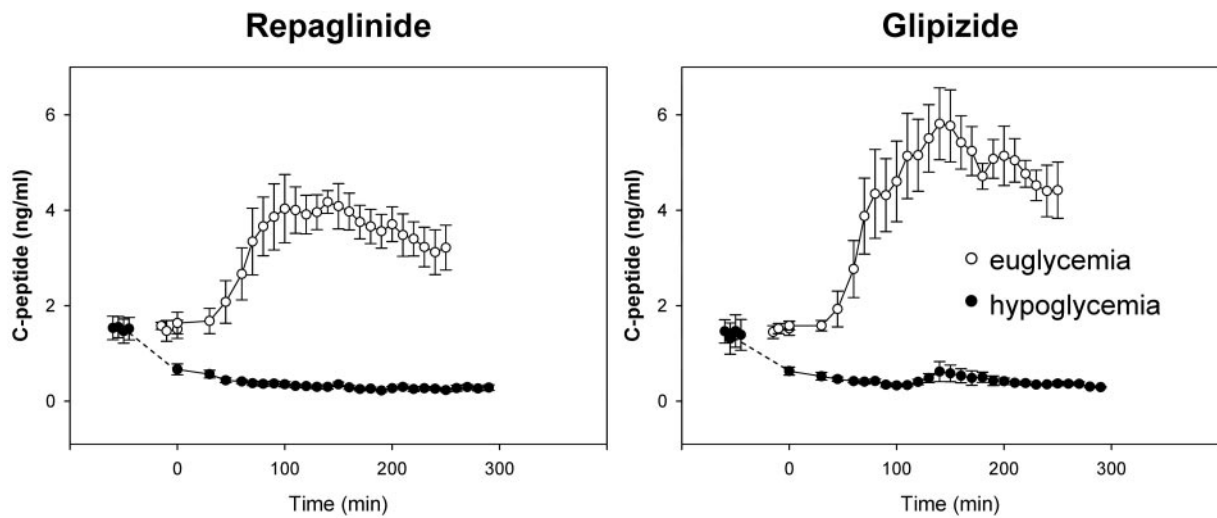 Repaglinide
Glipizide
C-peptide (ng/ml)
6
4
2
0
0
100
200
300
Time (min)
C-peptide (ng/ml)
6
4
2
0
euglycemia
hypoglycemia
0
100
200
300
Time (min)